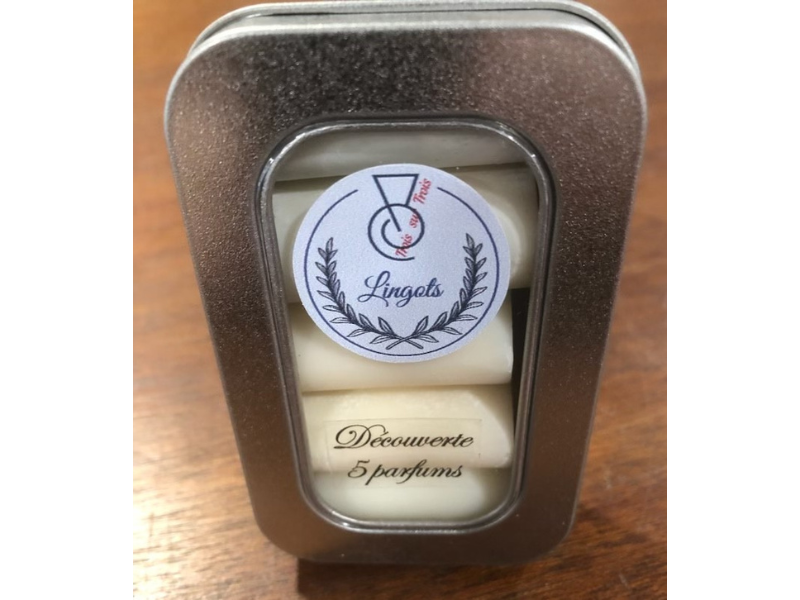 Trois sur Trois
Lingots
Découverte
5 parfums